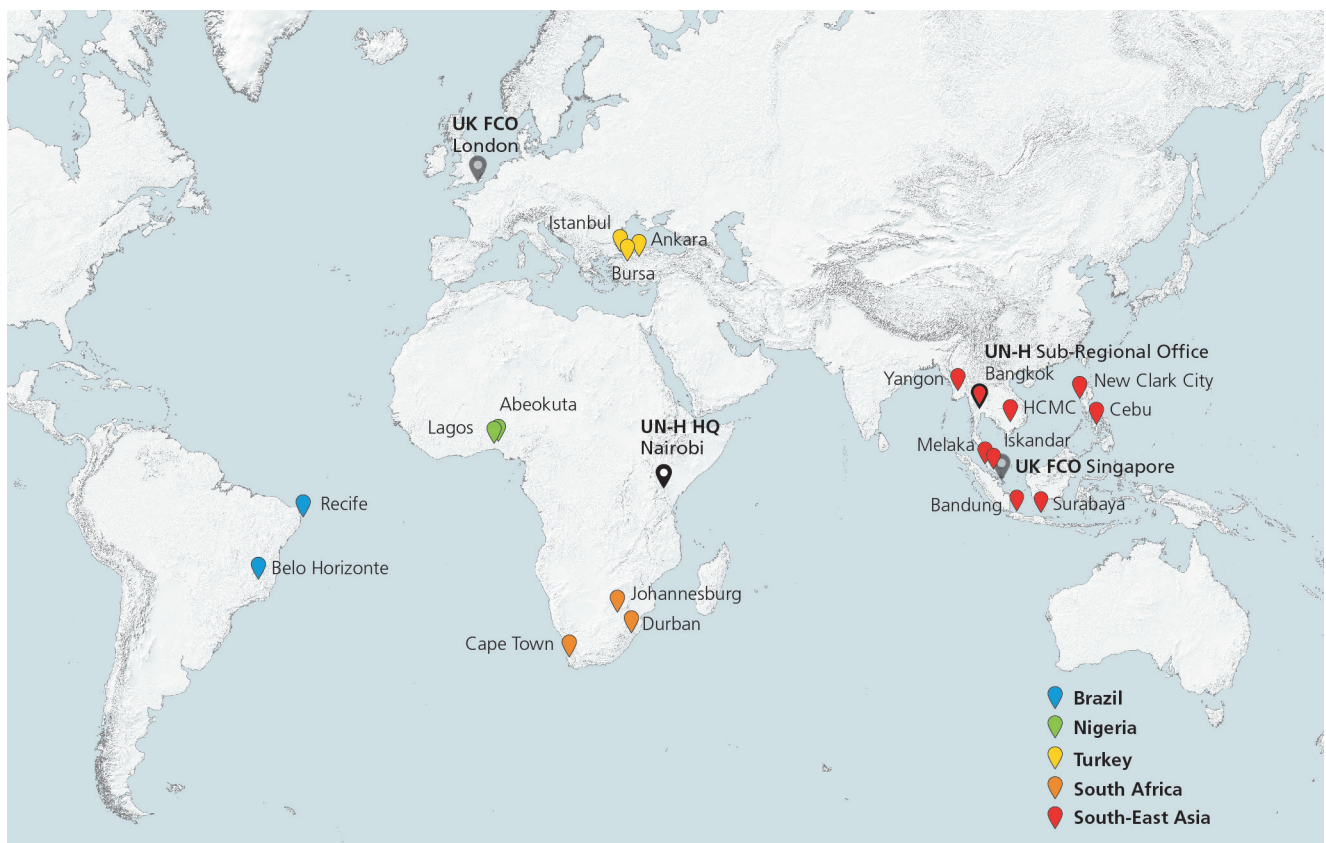 UK FCO
London
Istanbul
Ankara
Bursa
UN-H Sub-Regional Office
Bangkok
Yangon
New Clark City
HCMC
Cebu
Abeokuta
Lagos
UN-H HQ
Nairobi
Melaka
Iskandar
UK FCO Singapore
Bandung
Surabaya
Recife
Belo Horizonte
Johannesburg
Durban
Cape Town
Brazil
Nigeria
Turkey
South Africa
South-East Asia